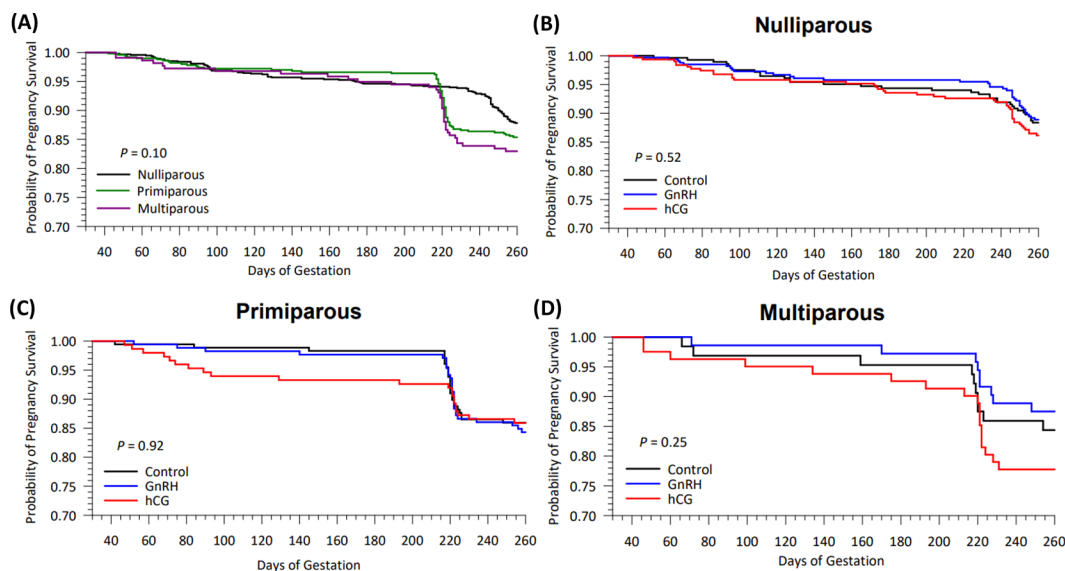 (A)
Probability of Pregnancy Survival
1.00
0.95
0.90
0.85
0.80
0.75
0.70
P = 0.10
Nulliparous
Primiparous
Multiparous
40 60 80 100 120 140 160 180 200 220 240 260
Days of Gestation
(B)
Nulliparous
Probability of Pregnancy Survival
1.00
0.95
0.90
0.85
0.80
0.75
0.70
P = 0.52
Control
GnRH
hCG
40 60 80 100 120 140 160 180 200 220 240 260
Days of Gestation
(C)
Primiparous
Probability of Pregnancy Survival
1.00
0.95
0.90
0.85
0.80
0.75
0.70
P = 0.92
Control
GnRH
hCG
40 60 80 100 120 140 160 180 200 220 240 260
Days of Gestation
(D)
Multiparous
Probability of Pregnancy Survival
1.00
0.95
0.90
0.85
0.80
0.75
0.70
P = 0.25
Control
GnRH
hCG
40 60 80 100 120 140 160 180 200 220 240 260
Days of Gestation